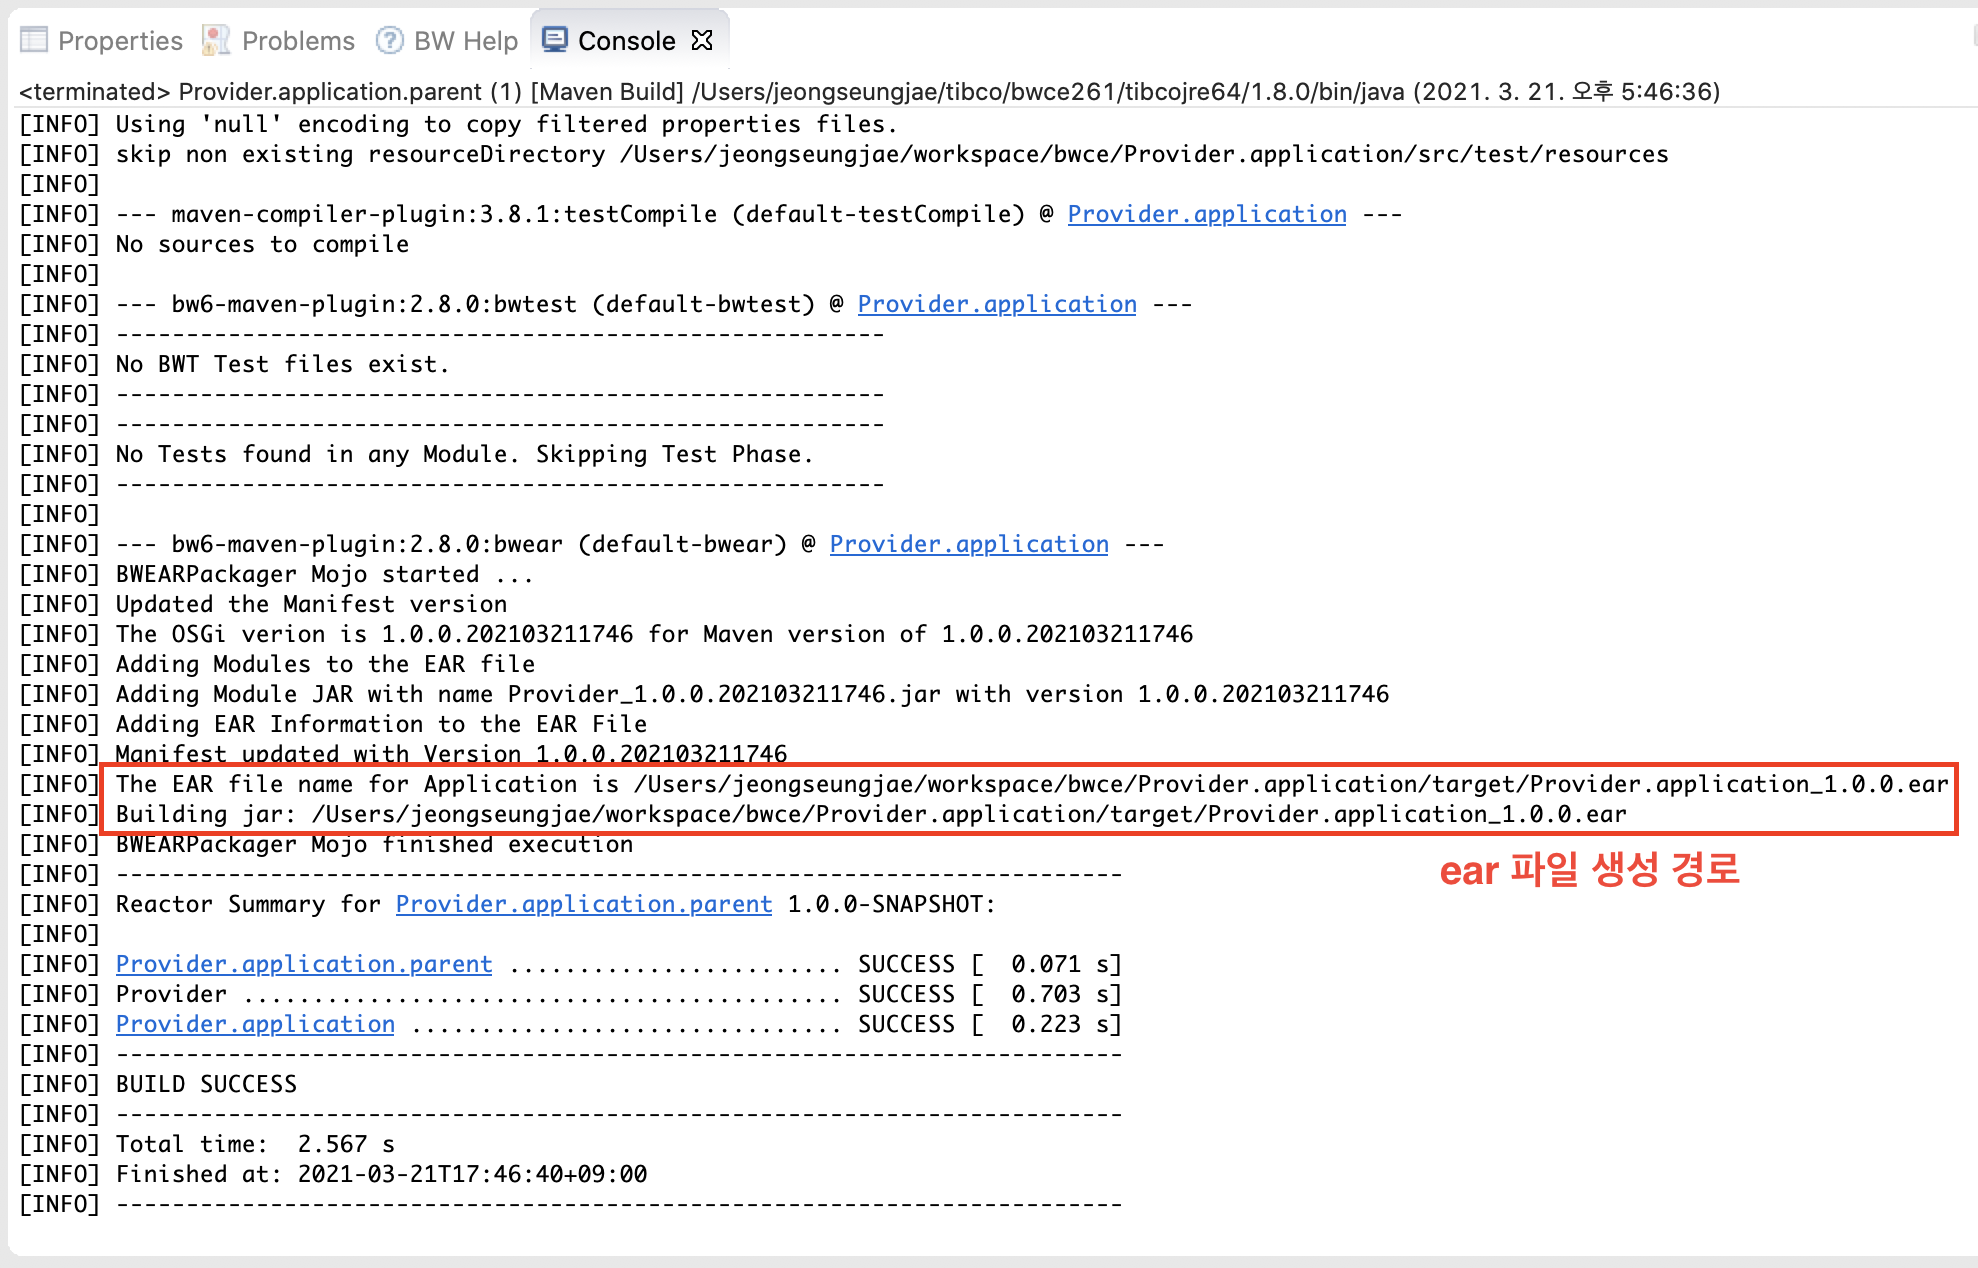 Properties Problems BW Help Console
<terminated> Provider.application.parent (1) [Maven Build] /Users/jeongseungjae/tibco/bwce261/tibcojre64/1.8.0/bin/java (2021. 3. 21. 오후 5:46:36)
[INFO] Using 'null' encoding to copy filtered properties files.
[INFO] skip non existing resourceDirectory /Users/jeongseungjae/workspace/bwce/Provider.application/src/test/resources
[INFO]
[INFO] --- maven-compiler-plugin:3.8.1:testCompile (default-testCompile) @ Provider.application ---
[INFO] No sources to compile
[INFO]
[INFO] --- bw6-maven-plugin:2.8.0:bwtest (default-bwtest) @ Provider.application ---
[INFO] -------------------------------------------------------
[INFO] No BWT Test files exist.
[INFO] -------------------------------------------------------
[INFO] -------------------------------------------------------
[INFO] No Tests found in any Module. Skipping Test Phase.
[INFO] -------------------------------------------------------
[INFO]
[INFO] --- bw6-maven-plugin:2.8.0:bwear (default-bwear) @ Provider.application ---
[INFO] BWEARPackager Mojo started ...
[INFO] Updated the Manifest version
[INFO] The OSGi verion is 1.0.0.202103211746 for Maven version of 1.0.0.202103211746
[INFO] Adding Modules to the EAR file
[INFO] Adding Module JAR with name Provider_1.0.0.202103211746.jar with version 1.0.0.202103211746
[INFO] Adding EAR Information to the EAR File
[INFO] Manifest updated with Version 1.0.0.202103211746
[INFO] The EAR file name for Application is /Users/jeongseungjae/workspace/bwce/Provider.application/target/Provider.application_1.0.0.ear
[INFO] Building jar: /Users/jeongseungjae/workspace/bwce/Provider.application/target/Provider.application_1.0.0.ear
[INFO] BWEARPackager Mojo finished execution
ear 파일 생성 경로
[INFO] ------------------------------------------------------------------------
[INFO] Reactor Summary for Provider.application.parent 1.0.0-SNAPSHOT:
[INFO]
[INFO] Provider.application.parent ........................ SUCCESS [  0.071 s]
[INFO] Provider ........................................... SUCCESS [  0.703 s]
[INFO] Provider.application ............................... SUCCESS [  0.223 s]
[INFO] ------------------------------------------------------------------------
[INFO] BUILD SUCCESS
[INFO] ------------------------------------------------------------------------
[INFO] Total time:  2.567 s
[INFO] Finished at: 2021-03-21T17:46:40+09:00
[INFO] ------------------------------------------------------------------------